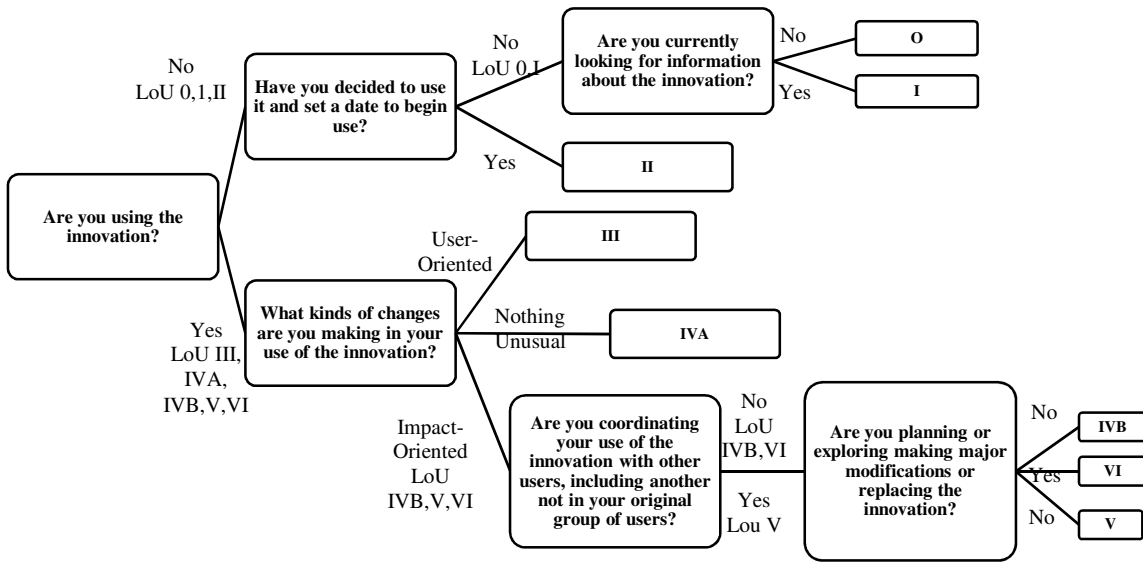 Are you using the
innovation?
No
LoU 0,1,II
Have you decided to use
it and set a date to begin
use?
No
LoU 0,I
Are you currently
looking for information
about the innovation?
No
O
Yes
I
Yes
II
Yes
LoU III,
IVA,
IVB,V,VI
What kinds of changes
are you making in your
use of the innovation?
User-
Oriented
III
Nothing
Unusual
IVA
Impact-
Oriented
LoU
IVB,V,VI
Are you coordinating
your use of the
innovation with other
users, including another
not in your original
group of users?
No
LoU
IVB,VI
Yes
Lou V
Are you planning or
exploring making major
modifications or
replacing the
innovation?
No
IVB
Yes
VI
No
V